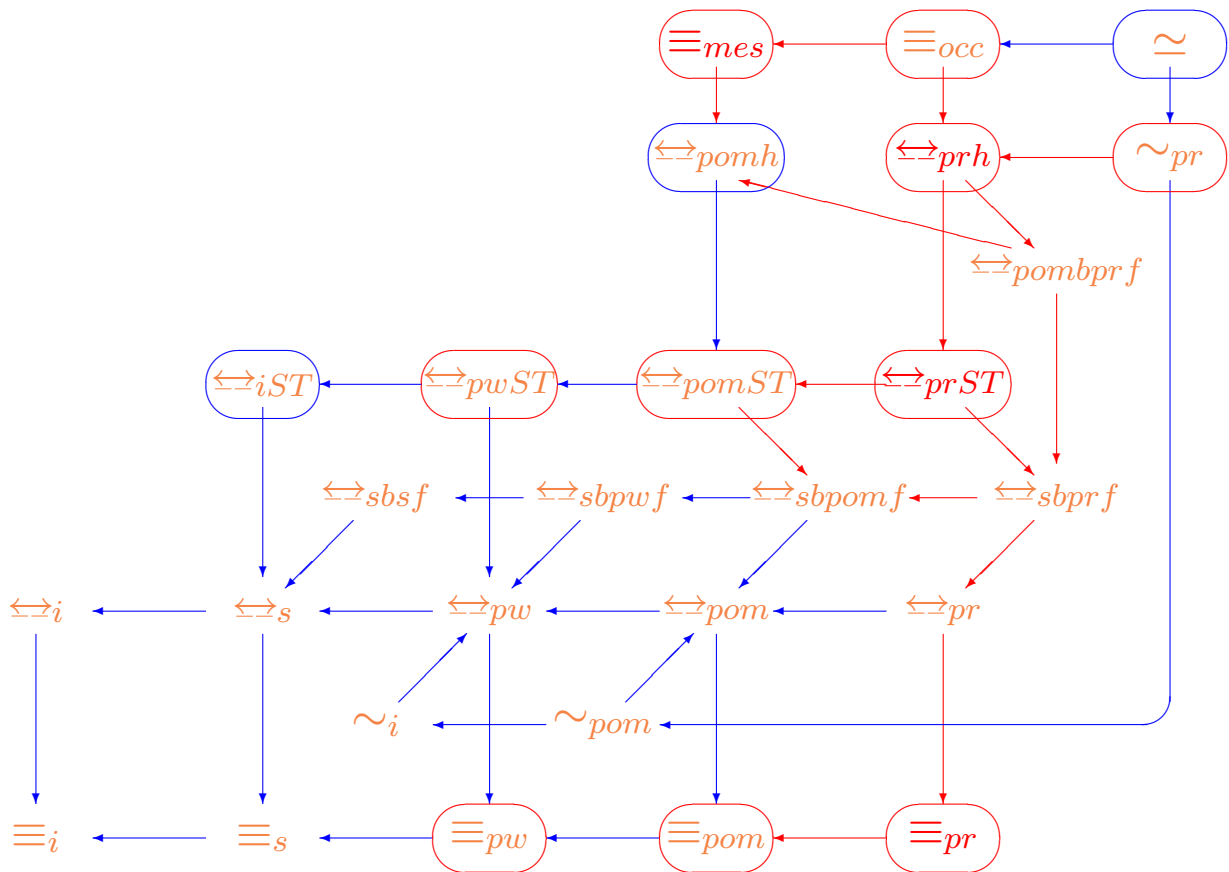 ≡mes ≡occ ≃
↔pomh ↔prh ∼pr
↔pombprf
↔iST ↔pwST ↔pomST ↔prST
↔sbsf ↔sbpwf ↔sbpomf ↔sbprf
↔i ↔s ↔pw ↔pom ↔pr
∼i ∼pom
≡i ≡s ≡pw ≡pom ≡pr